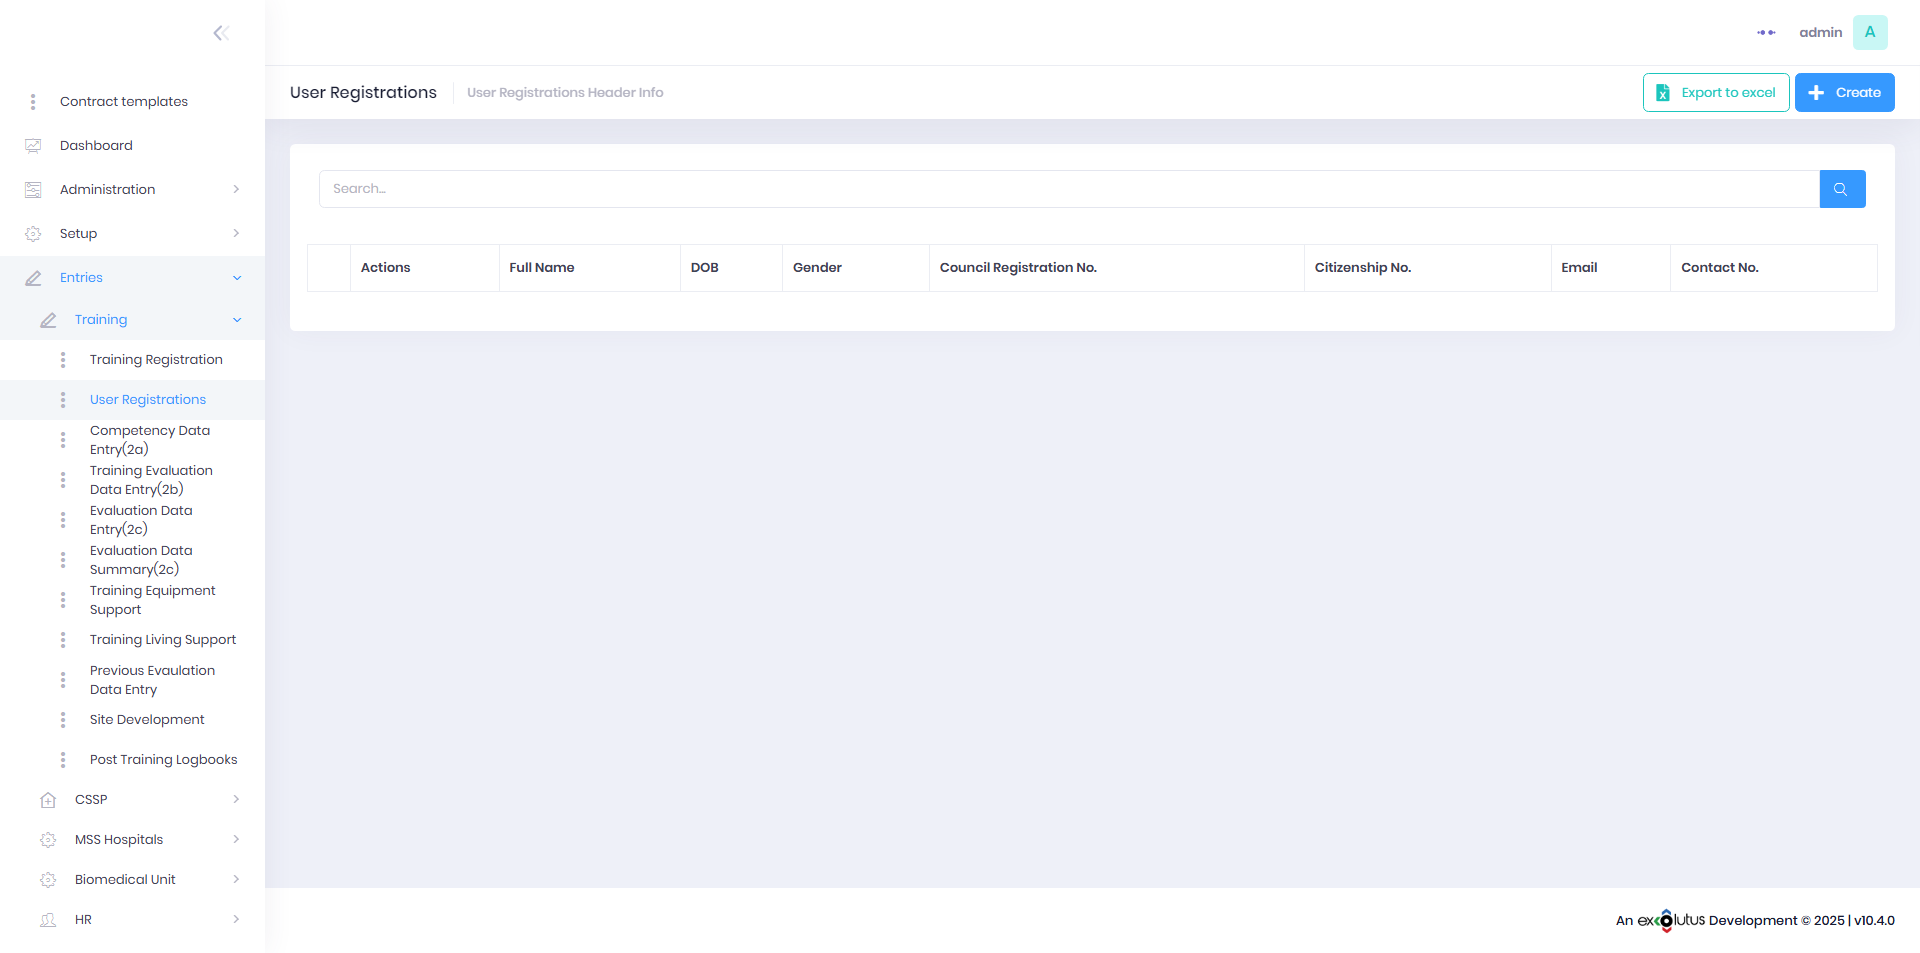 admin
A
User Registrations
User Registrations Header Info
Export to excel
Create
Contract templates
Dashboard
Administration
Setup
Entries
Training
Training Registration
User Registrations
Competency Data
Entry(2a)
Training Evaluation
Data Entry(2b)
Evaluation Data
Entry(2c)
Evaluation Data
Summary(2c)
Training Equipment
Support
Training Living Support
Previous Evaulation
Data Entry
Site Development
Post Training Logbooks
CSSP
MSS Hospitals
Biomedical Unit
HR
Search...
Actions Full Name DOB Gender Council Registration No. Citizenship No. Email Contact No.
An exolutus Development © 2025 | v10.4.0